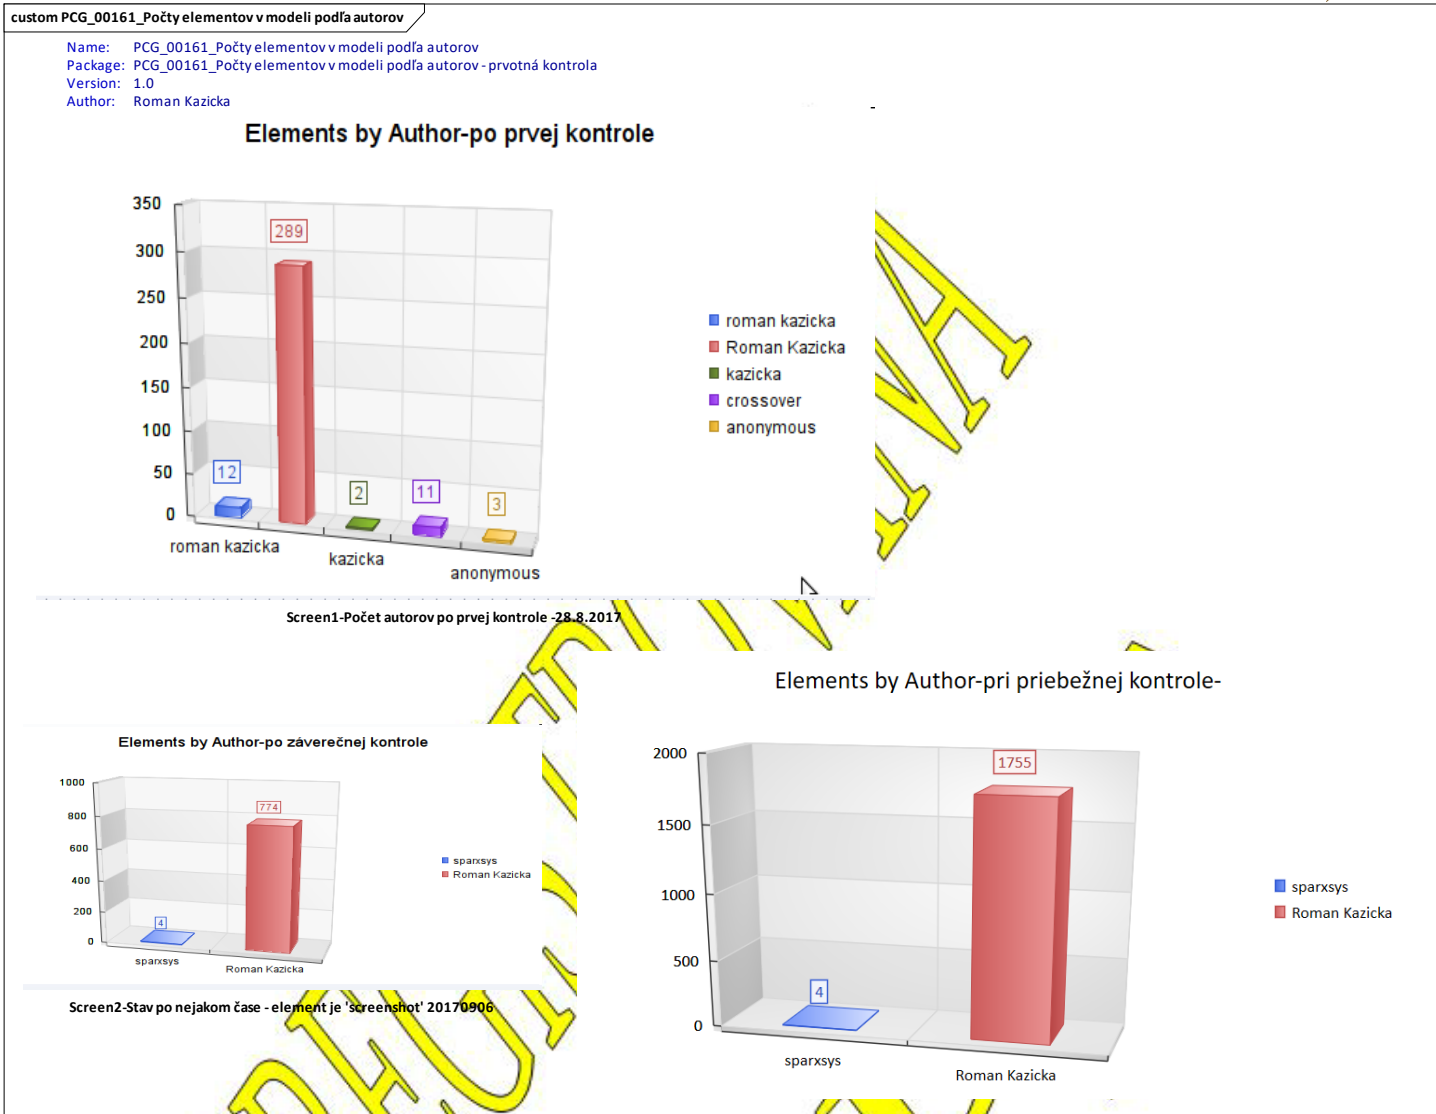 custom PCG_00161_Počty elementov v modeli podľa autorov
Name: PCG_00161_Počty elementov v modeli podľa autorov
Package: PCG_00161_Počty elementov v modeli podľa autorov - prvotná kontrola
Version: 1.0
Author: Roman Kazicka
Elements by Author-po prvej kontrole
350
300
250
200
150
100
50
0
289
12
2
11
3
roman kazicka
kazicka
anonymous
roman kazicka
Roman Kazicka
kazicka
crossover
anonymous
Screen1-Počet autorov po prvej kontrole -28.8.2017
Elements by Author-po záverečnej kontrole
1000
800
600
400
200
0
774
4
sparxsys
Roman Kazicka
sparxsys
Roman Kazicka
Screen2-Stav po nejakom čase - element je 'screenshot' 20170906
Elements by Author-pri priebežnej kontrole-
2000
1500
1000
500
0
1755
4
sparxsys
Roman Kazicka
sparxsys
Roman Kazicka